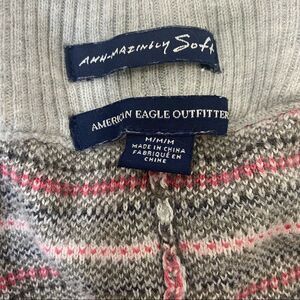 AHH-MAZINGLY Soft
AMERICAN EAGLE OUTFITTERS
M/M/M
MADE IN CHINA
FABRIQUÉ EN
CHINE